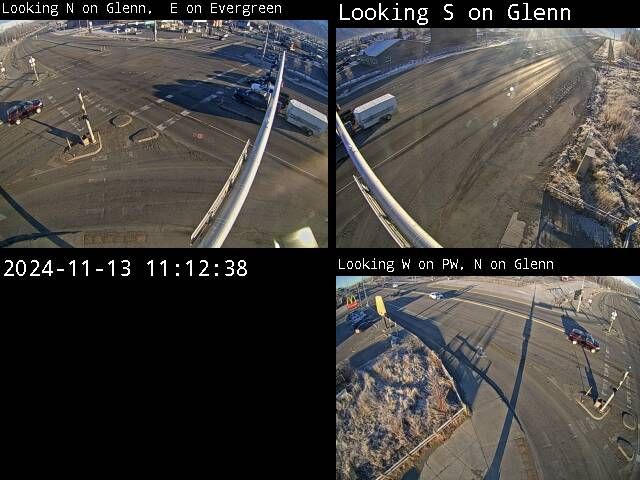 Looking N on Glenn,  E on Evergreen
Looking S on Glenn
2024-11-13 11:12:38
Looking W on PW, N on Glenn